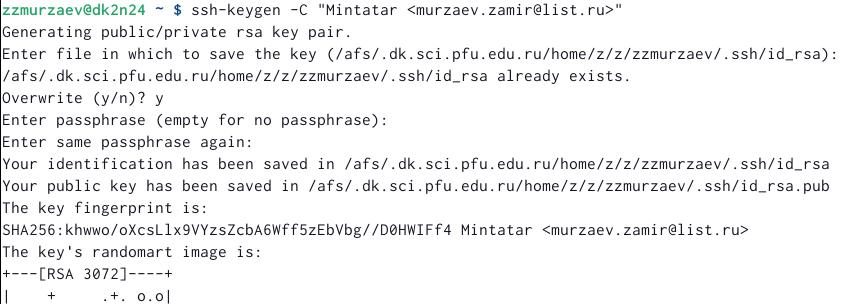 zzmurzaev@dk2n24 ~ $ ssh-keygen -C "Mintatar <murzaev.zamir@list.ru>"
Generating public/private rsa key pair.
Enter file in which to save the key (/afs/.dk.sci.pfu.edu.ru/home/z/z/zzmurzaev/.ssh/id_rsa):
/afs/.dk.sci.pfu.edu.ru/home/z/z/zzmurzaev/.ssh/id_rsa already exists.
Overwrite (y/n)? y
Enter passphrase (empty for no passphrase):
Enter same passphrase again:
Your identification has been saved in /afs/.dk.sci.pfu.edu.ru/home/z/z/zzmurzaev/.ssh/id_rsa
Your public key has been saved in /afs/.dk.sci.pfu.edu.ru/home/z/z/zzmurzaev/.ssh/id_rsa.pub
The key fingerprint is:
SHA256:khwwo/oXcsLlx9VYzsZcbA6Wff5zEbVbg//D0HWIFf4 Mintatar <murzaev.zamir@list.ru>
The key's randomart image is:
+---[RSA 3072]----+
|    +     .+. o.o|